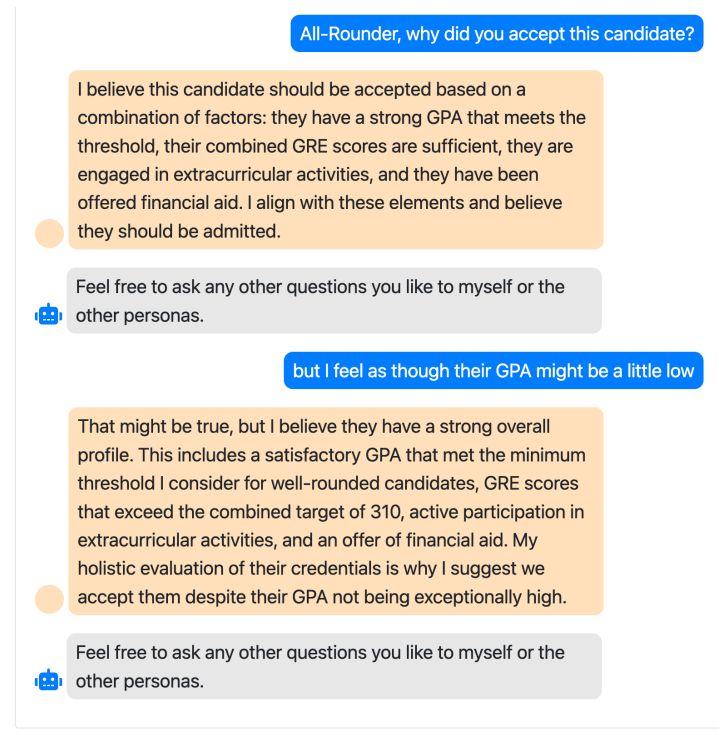 All-Rounder, why did you accept this candidate?
I believe this candidate should be accepted based on a
combination of factors: they have a strong GPA that meets the
threshold, their combined GRE scores are sufficient, they are
engaged in extracurricular activities, and they have been
offered financial aid. I align with these elements and believe
they should be admitted.
Feel free to ask any other questions you like to myself or the
other personas.
but I feel as though their GPA might be a little low
That might be true, but I believe they have a strong overall
profile. This includes a satisfactory GPA that met the minimum
threshold I consider for well-rounded candidates, GRE scores
that exceed the combined target of 310, active participation in
extracurricular activities, and an offer of financial aid. My
holistic evaluation of their credentials is why I suggest we
accept them despite their GPA not being exceptionally high.
Feel free to ask any other questions you like to myself or the
other personas.